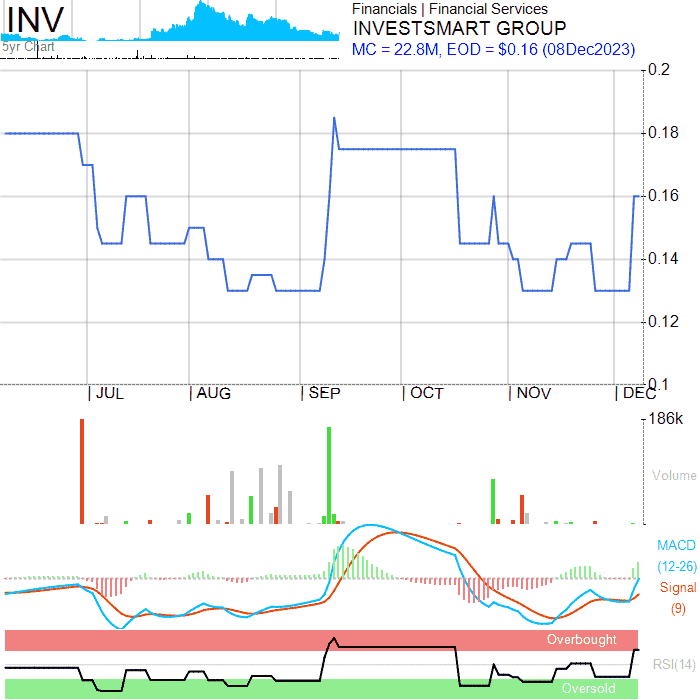 INV
5yr Chart
Financials | Financial Services
INVESTSMART GROUP
MC = 22.8M, EOD = $0.16 (08Dec2023)
0.2
0.18
0.16
0.14
0.12
0.1
JUL AUG SEP OCT NOV DEC
186k
Volume
MACD
(12-26)
Signal
(9)
Overbought
RSI(14)
Oversold